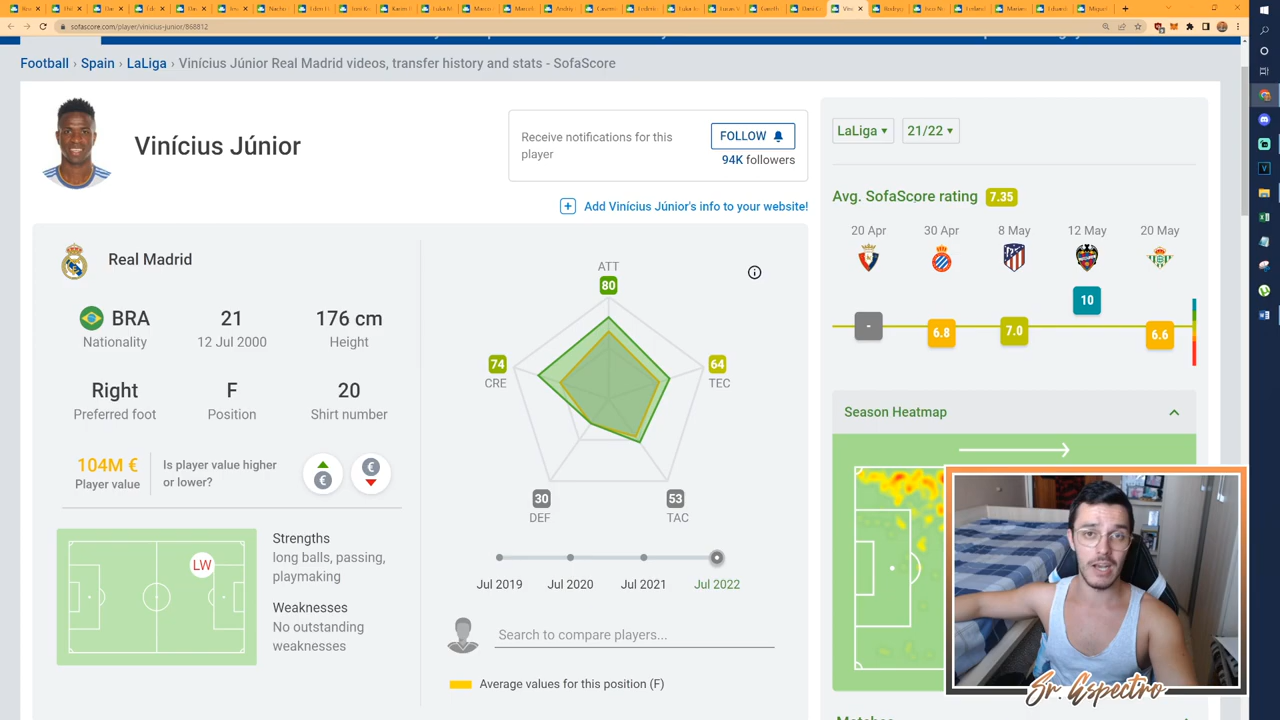 sofascore.com/player/vinicius-junior/868812
Football › Spain › LaLiga › Vinícius Júnior Real Madrid videos, transfer history and stats - SofaScore
Vinícius Júnior
Receive notifications for this player
FOLLOW
94K followers
Add Vinícius Júnior's info to your website!
Real Madrid
BRA
Nationality
21
12 Jul 2000
176 cm
Height
Right
Preferred foot
F
Position
20
Shirt number
104M €
Player value
Is player value higher
or lower?
€
€
LW
Strengths
long balls, passing,
playmaking
Weaknesses
No outstanding
weaknesses
ATT
80
74
CRE
64
TEC
30
DEF
53
TAC
Jul 2019
Jul 2020
Jul 2021
Jul 2022
Search to compare players...
Average values for this position (F)
LaLiga
21/22
Avg. SofaScore rating 7.35
20 Apr
30 Apr
8 May
12 May
20 May
-
6.8
7.0
10
6.6
Season Heatmap
Sr. Espectro